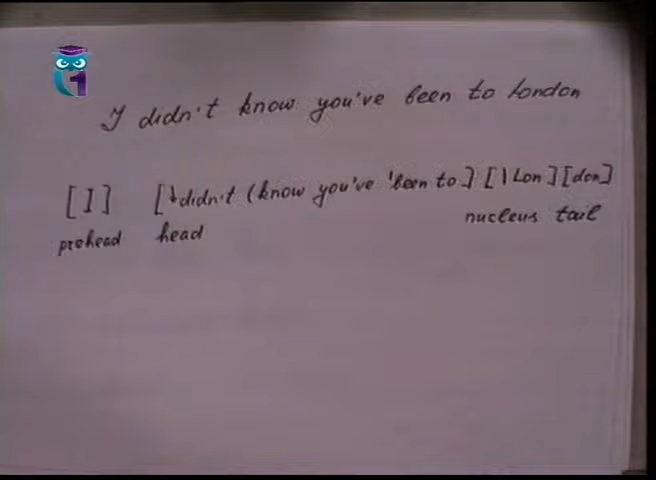 1
I didn't know you've been to London
[I] [↓didn't (know you've 'been to] [\Lon] [don]
prehead head nucleus tail